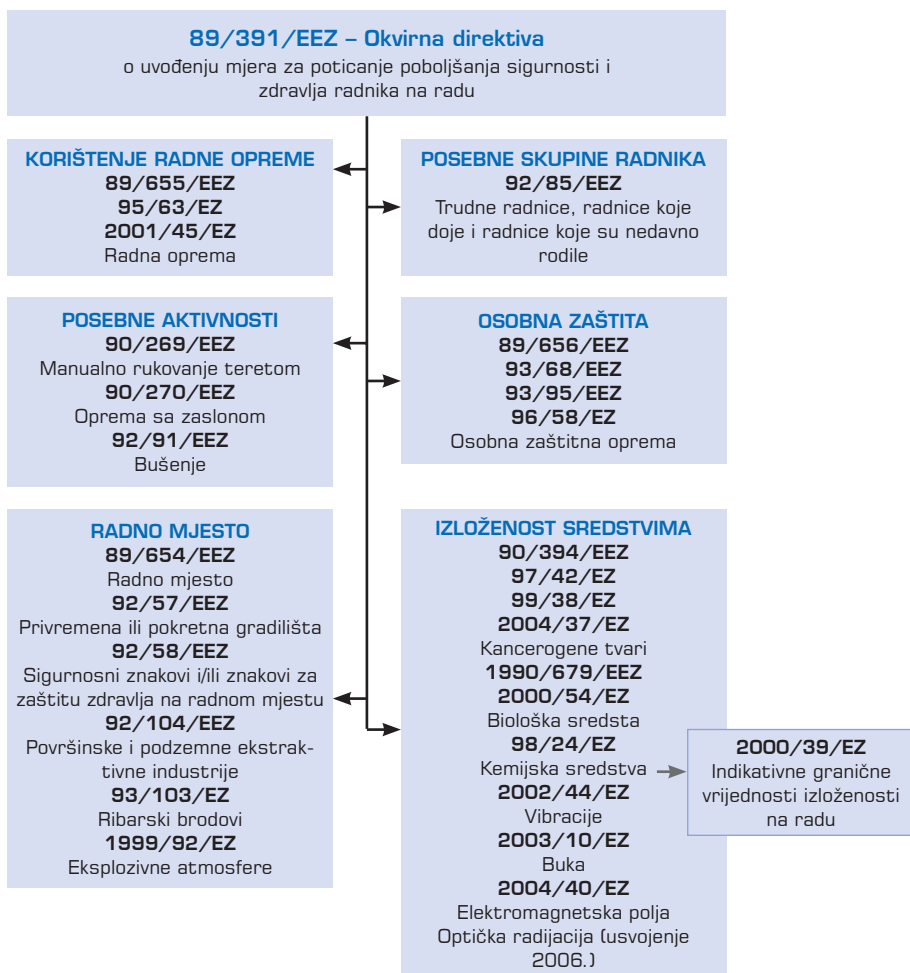 89/391/EEZ – Okvirna direktiva
o uvođenju mjera za poticanje poboljšanja sigurnosti i
zdravlja radnika na radu
KORIŠTENJE RADNE OPREME
89/655/EEZ
95/63/EZ
2001/45/EZ
Radna oprema
POSEBNE SKUPINE RADNIKA
92/85/EEZ
Trudne radnice, radnice koje
doje i radnice koje su nedavno
rodile
POSEBNE AKTIVNOSTI
90/269/EEZ
Manualno rukovanje teretom
90/270/EEZ
Oprema sa zaslonom
92/91/EEZ
Bušenje
OSOBNA ZAŠTITA
89/656/EEZ
93/68/EEZ
93/95/EEZ
96/58/EZ
Osobna zaštitna oprema
RADNO MJESTO
89/654/EEZ
Radno mjesto
92/57/EEZ
Privremena ili pokretna gradilišta
92/58/EEZ
Sigurnosni znakovi i/ili znakovi za
zaštitu zdravlja na radnom mjestu
92/104/EEZ
Površinske i podzemne ekstrak-
tivne industrije
93/103/EZ
Ribarski brodovi
1999/92/EZ
Eksplozivne atmosfere
IZLOŽENOST SREDSTVIMA
90/394/EEZ
97/42/EZ
99/38/EZ
2004/37/EZ
Kancerogene tvari
1990/679/EEZ
2000/54/EZ
Biološka sredsta
98/24/EZ
Kemijska sredstva
2002/44/EZ
Vibracije
2003/10/EZ
Buka
2004/40/EZ
Elektromagnetska polja
Optička radijacija (usvojenje
2006.)
2000/39/EZ
Indikativne granične
vrijednosti izloženosti
na radu